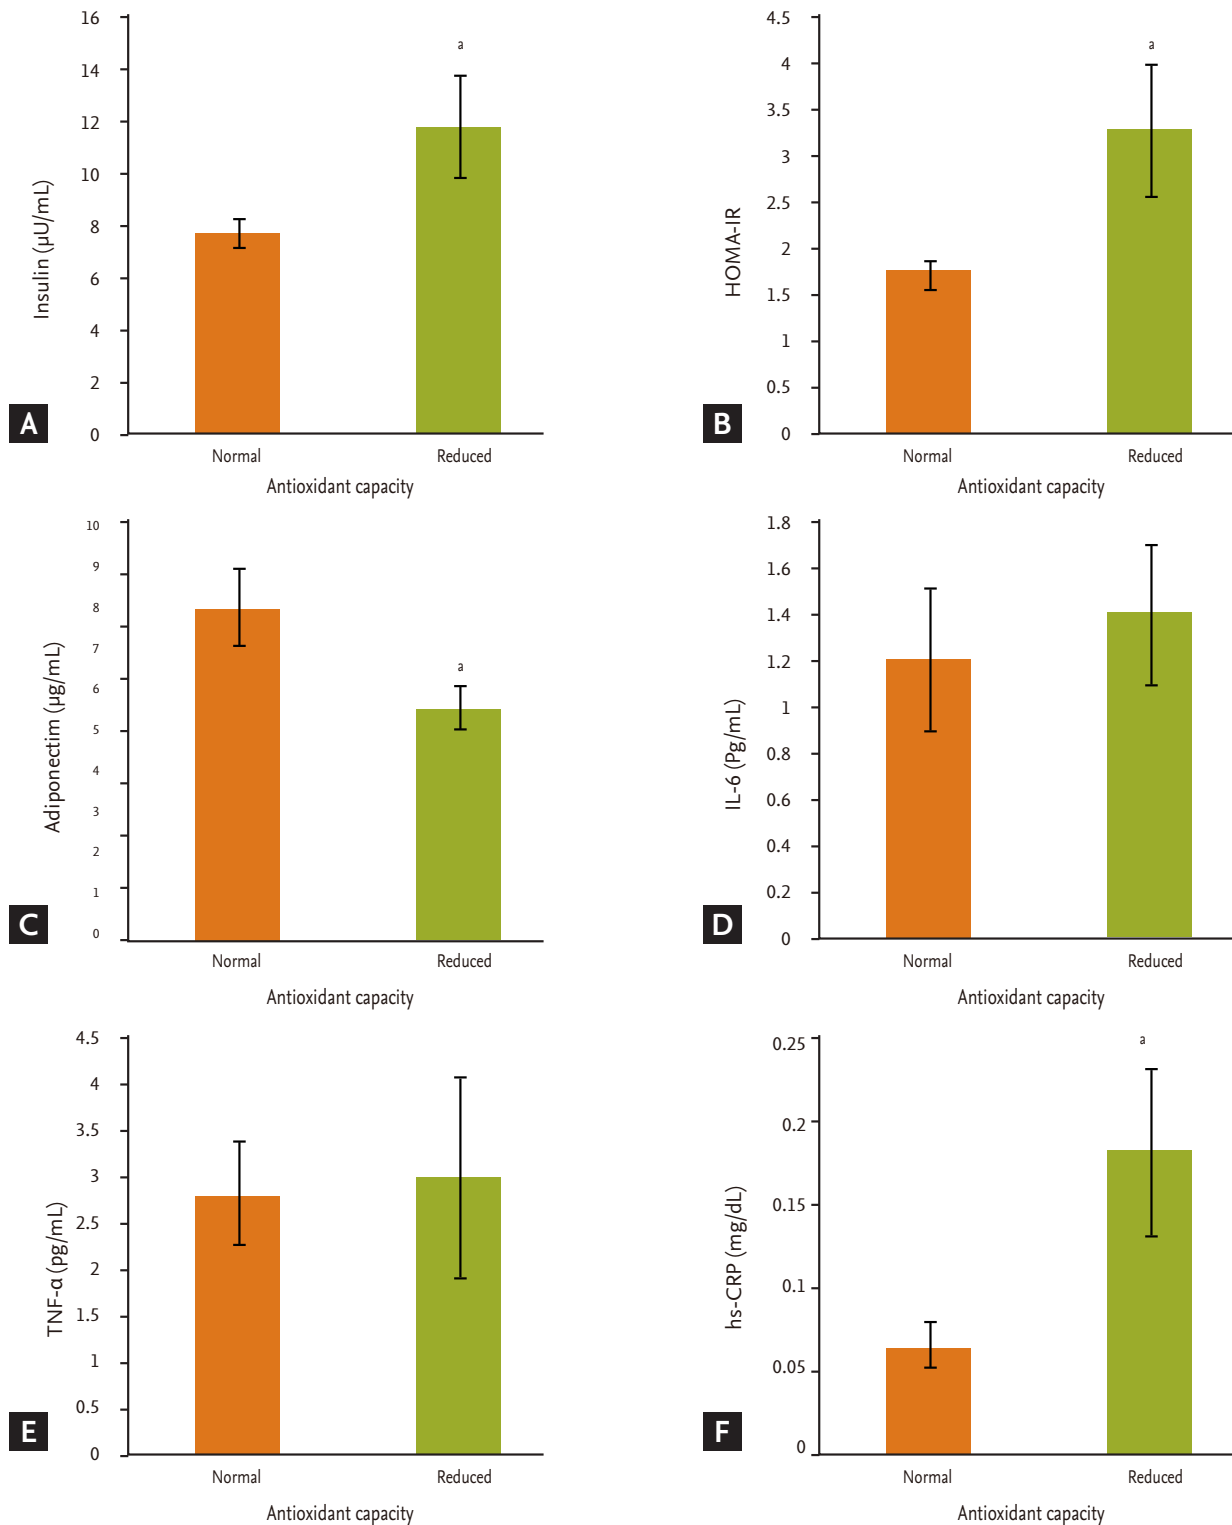 16
14
12
10
8
6
4
2
0
Insulin (µU/mL)
a
A
Normal
Reduced
Antioxidant capacity
4.5
4
3.5
3
2.5
2
1.5
1
0.5
0
HOMA-IR
a
B
Normal
Reduced
Antioxidant capacity
10
9
8
7
6
5
4
3
2
1
0
Adiponectim (µg/mL)
a
C
Normal
Reduced
Antioxidant capacity
1.8
1.6
1.4
1.2
1
0.8
0.6
0.4
0.2
0
IL-6 (Pg/mL)
D
Normal
Reduced
Antioxidant capacity
4.5
4
3.5
3
2.5
2
1.5
1
0.5
0
TNF-α (pg/mL)
E
Normal
Reduced
Antioxidant capacity
0.25
0.2
0.15
0.1
0.05
0
hs-CRP (mg/dL)
a
F
Normal
Reduced
Antioxidant capacity